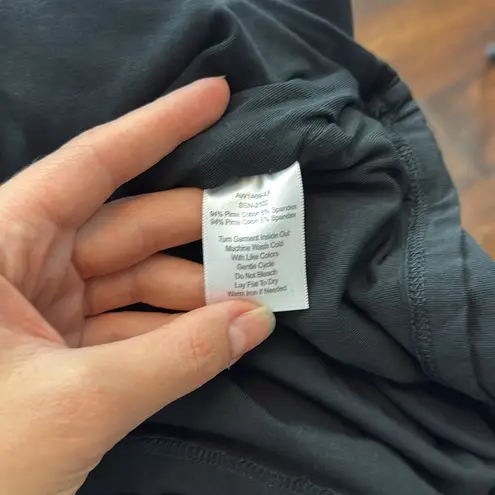 94% Pima Cotton 6% Spandex
94% Pima Cotton 6% Spandex
Turn Garment Inside Out
Machine Wash Cold
With Like Colors
Gentle Cycle
Do Not Bleach
Lay Flat To Dry
Warm Iron if Needed